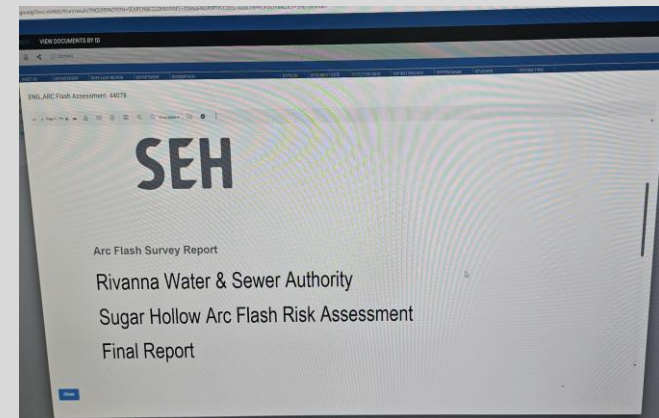 VIEW DOCUMENTS BY ID
ENG_ARC Flash Assessment 44076
SEH
Arc Flash Survey Report
Rivanna Water & Sewer Authority
Sugar Hollow Arc Flash Risk Assessment
Final Report
Close